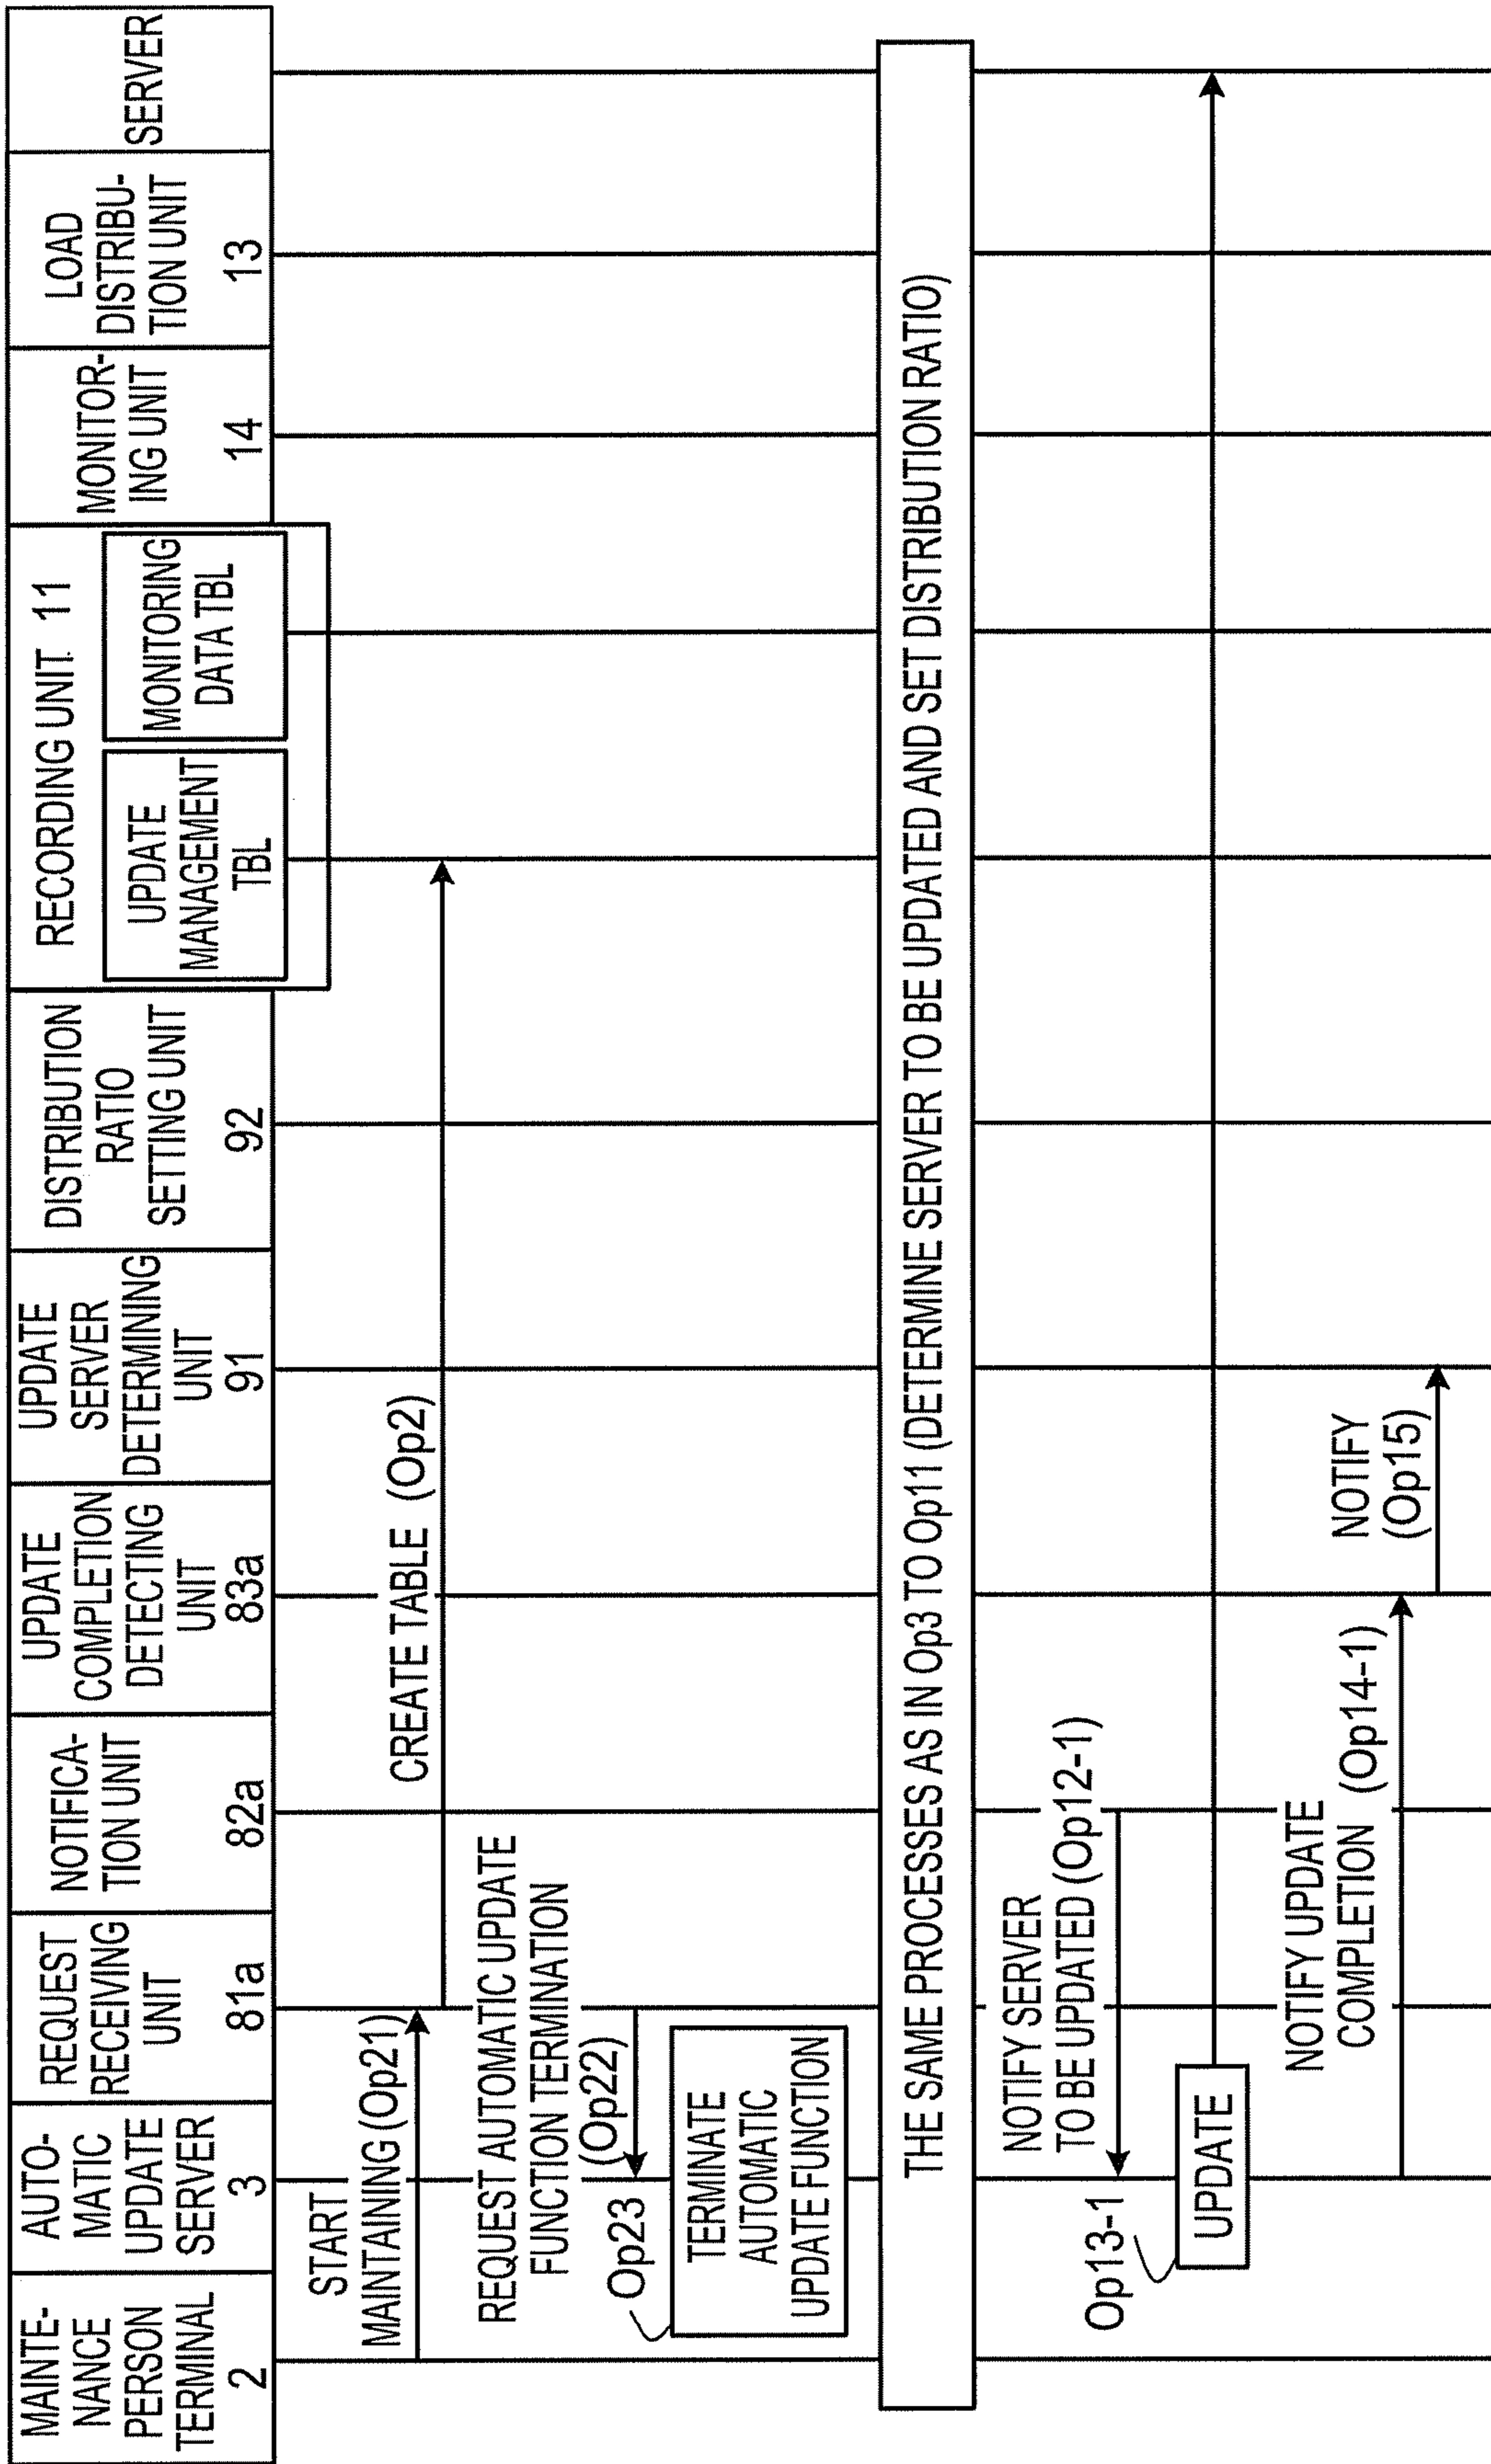 MAINTE-
NANCE
PERSON
TERMINAL
2
AUTO-
MATIC
UPDATE
SERVER
3
REQUEST
RECEIVING
UNIT
81a
NOTIFICA-
TION UNIT
82a
UPDATE
COMPLETION
DETECTING
UNIT
83a
UPDATE
SERVER
DETERMINING
UNIT
91
DISTRIBUTION
RATIO
SETTING UNIT
92
RECORDING UNIT 11
UPDATE
MANAGEMENT
TBL
MONITORING
DATA TBL
MONITOR-
ING UNIT
14
LOAD
DISTRIBU-
TION UNIT
13
SERVER
START
MAINTAINING (Op21)
CREATE TABLE (Op2)
REQUEST AUTOMATIC UPDATE
FUNCTION TERMINATION
(Op22)
Op23
TERMINATE
AUTOMATIC
UPDATE FUNCTION
THE SAME PROCESSES AS IN Op3 TO Op11 (DETERMINE SERVER TO BE UPDATED AND SET DISTRIBUTION RATIO)
NOTIFY SERVER
TO BE UPDATED (Op12-1)
Op13-1
UPDATE
NOTIFY UPDATE
COMPLETION (Op14-1)
NOTIFY
(Op15)